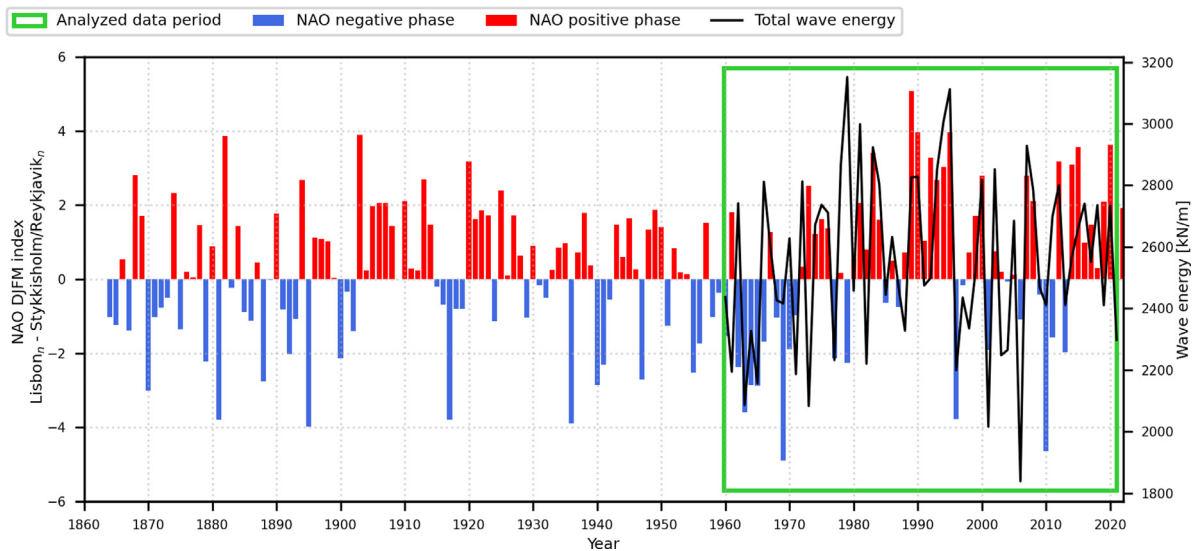 Analyzed data period NAO negative phase NAO positive phase Total wave energy
NAO DJFM index
Lisbonₙ - Stykkisholm/Reykjavikₙ
6
4
2
0
−2
−4
−6
3200
3000
2800
2600
2400
2200
2000
1800
Wave energy [kN/m]
1860 1870 1880 1890 1900 1910 1920 1930 1940 1950 1960 1970 1980 1990 2000 2010 2020
Year